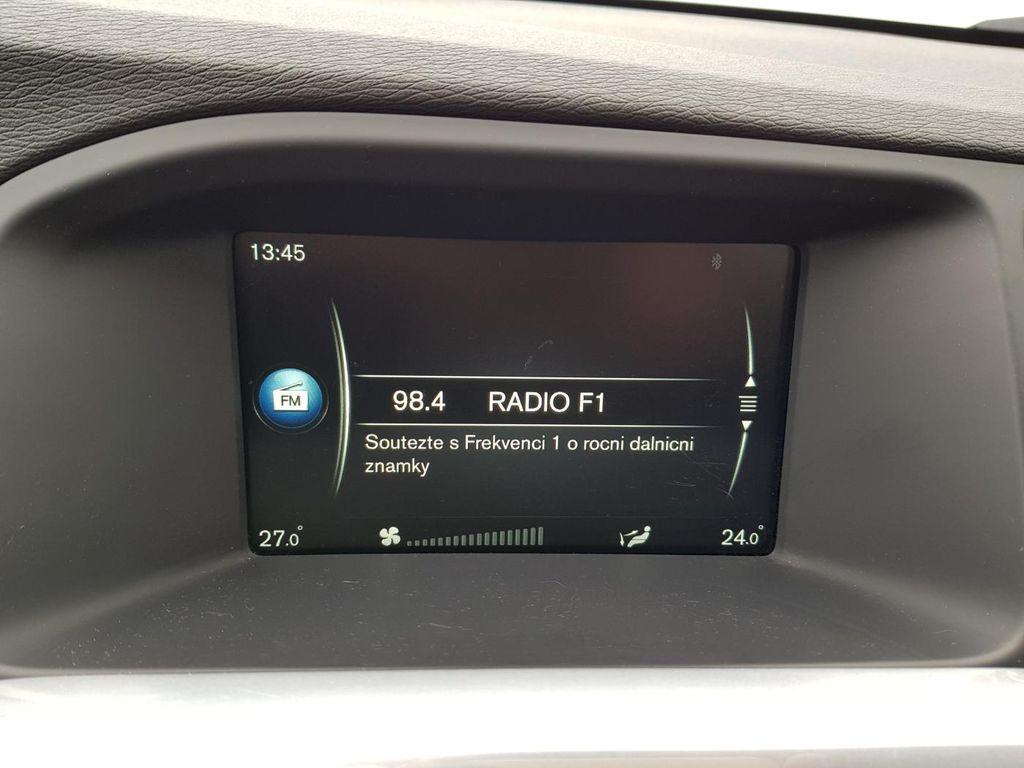 13:45
FM
98.4 RADIO F1
Soutezte s Frekvenci 1 o rocni dalnicni
znamky
27.0° 24.0°